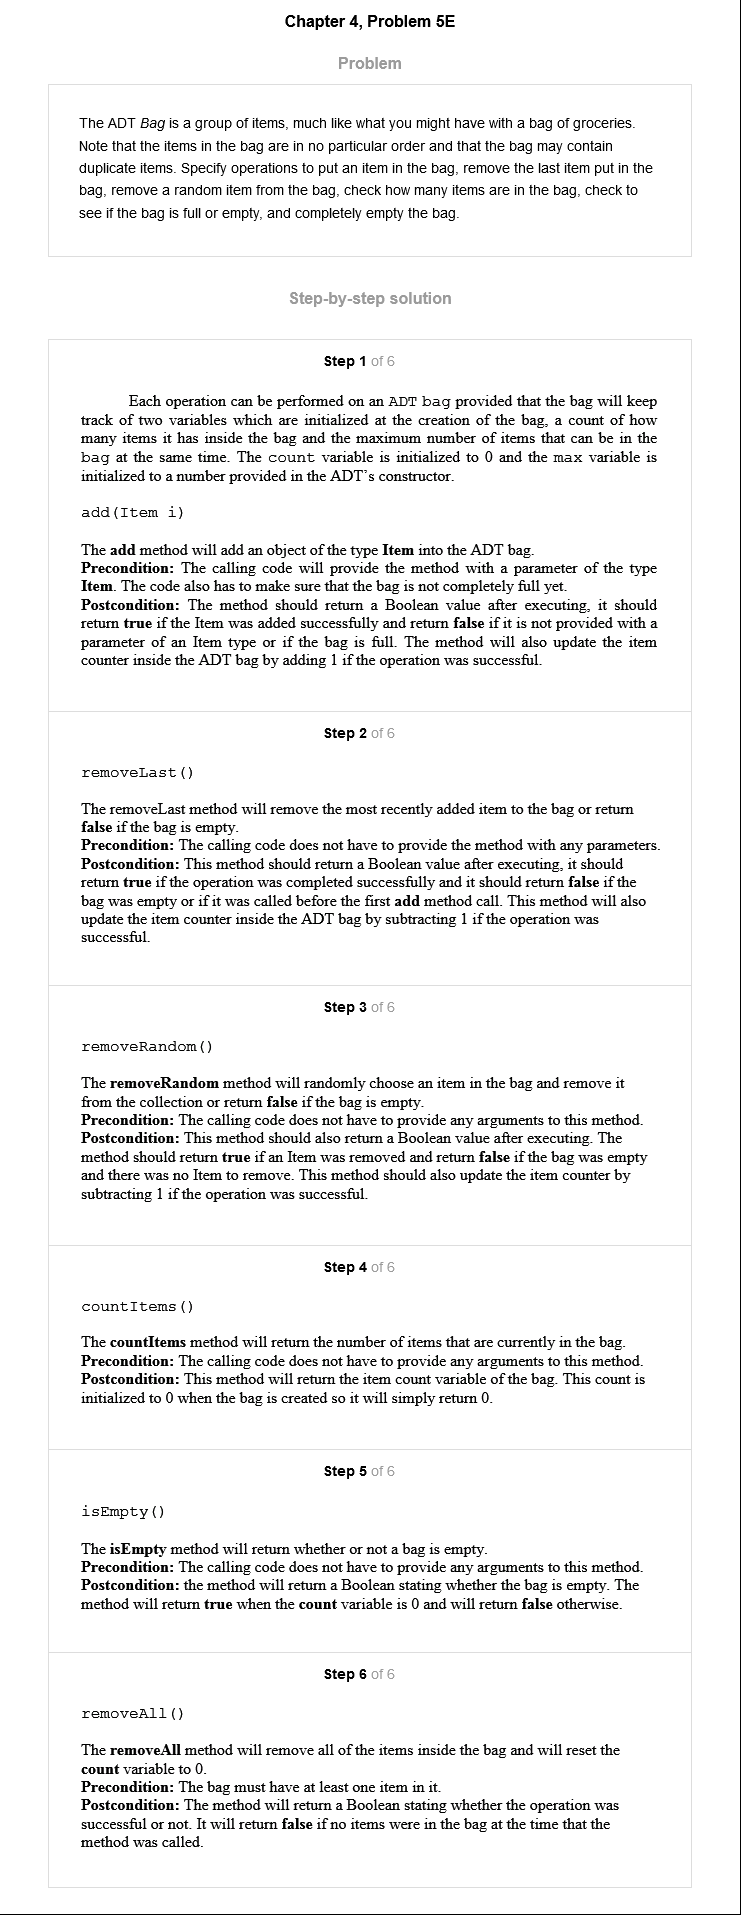 Chapter 4, Problem 5E
Problem
The ADT Bag is a group of items, much like what you might have with a bag of groceries.
Note that the items in the bag are in no particular order and that the bag may contain
duplicate items. Specify operations to put an item in the bag, remove the last item put in the
bag, remove a random item from the bag, check how many items are in the bag, check to
see if the bag is full or empty, and completely empty the bag.
Step-by-step solution
Step 1 of 6
Each operation can be performed on an ADT bag provided that the bag will keep
track of two variables which are initialized at the creation of the bag, a count of how
many items it has inside the bag and the maximum number of items that can be in the
bag at the same time. The count variable is initialized to 0 and the max variable is
initialized to a number provided in the ADT's constructor.
add(Item i)
The add method will add an object of the type Item into the ADT bag.
Precondition: The calling code will provide the method with a parameter of the type
Item. The code also has to make sure that the bag is not completely full yet.
Postcondition: The method should return a Boolean value after executing, it should
return true if the Item was added successfully and return false if it is not provided with a
parameter of an Item type or if the bag is full. The method will also update the item
counter inside the ADT bag by adding 1 if the operation was successful.
Step 2 of 6
removeLast()
The removeLast method will remove the most recently added item to the bag or return
false if the bag is empty.
Precondition: The calling code does not have to provide the method with any parameters.
Postcondition: This method should return a Boolean value after executing, it should
return true if the operation was completed successfully and it should return false if the
bag was empty or if it was called before the first add method call. This method will also
update the item counter inside the ADT bag by subtracting 1 if the operation was
successful.
Step 3 of 6
removeRandom()
The removeRandom method will randomly choose an item in the bag and remove it
from the collection or return false if the bag is empty.
Precondition: The calling code does not have to provide any arguments to this method.
Postcondition: This method should also return a Boolean value after executing. The
method should return true if an Item was removed and return false if the bag was empty
and there was no Item to remove. This method should also update the item counter by
subtracting 1 if the operation was successful.
Step 4 of 6
countItems()
The countItems method will return the number of items that are currently in the bag.
Precondition: The calling code does not have to provide any arguments to this method.
Postcondition: This method will return the item count variable of the bag. This count is
initialized to 0 when the bag is created so it will simply return 0.
Step 5 of 6
isEmpty()
The isEmpty method will return whether or not a bag is empty.
Precondition: The calling code does not have to provide any arguments to this method.
Postcondition: the method will return a Boolean stating whether the bag is empty. The
method will return true when the count variable is 0 and will return false otherwise.
Step 6 of 6
removeAll()
The removeAll method will remove all of the items inside the bag and will reset the
count variable to 0.
Precondition: The bag must have at least one item in it.
Postcondition: The method will return a Boolean stating whether the operation was
successful or not. It will return false if no items were in the bag at the time that the
method was called.